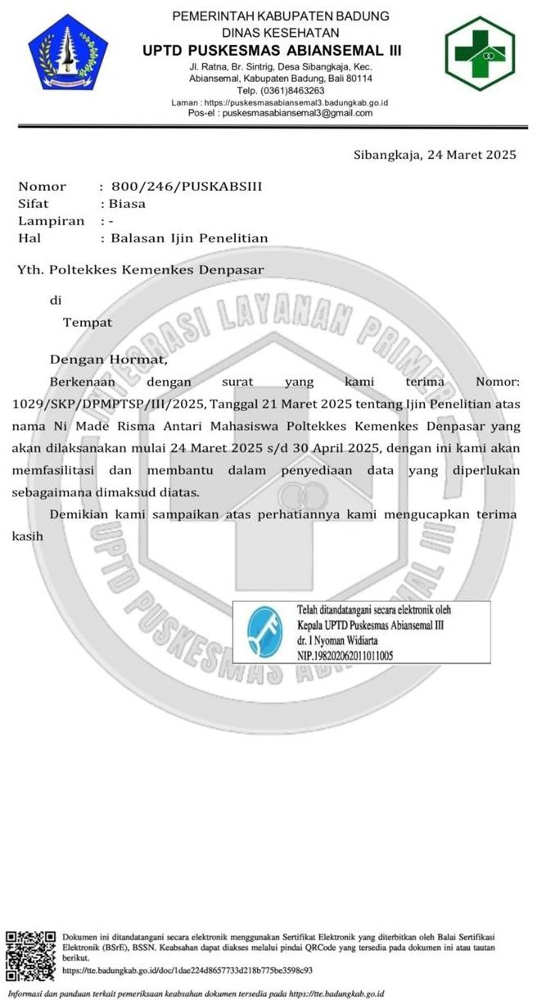 PEMERINTAH KABUPATEN BADUNG
DINAS KESEHATAN
UPTD PUSKESMAS ABIANSEMAL III
Jl. Ratna, Br. Sintrig, Desa Sibangkaja, Kec.
Abiansemal, Kabupaten Badung, Bali 80114
Telp. (0361)8463263
Laman : https://puskesmasabiansemal3.badungkab.go.id
Pos-el : puskesmasabiansemal3@gmail.com
Sibangkaja, 24 Maret 2025
Nomor : 800/246/PUSKABSIII
Sifat : Biasa
Lampiran : -
Hal : Balasan Ijin Penelitian
Yth. Poltekkes Kemenkes Denpasar
di
Tempat
INTEGRASI LAYANAN PRIMER
Dengan Hormat,
Berkenaan dengan surat yang kami terima Nomor:
1029/SKP/DPMPTSP/III/2025, Tanggal 21 Maret 2025 tentang Ijin Penelitian atas
nama Ni Made Risma Antari Mahasiswa Poltekkes Kemenkes Denpasar yang
akan dilaksanakan mulai 24 Maret 2025 s/d 30 April 2025, dengan ini kami akan
memfasilitasi dan membantu dalam penyediaan data yang diperlukan
sebagaimana dimaksud diatas.
Demikian kami sampaikan atas perhatiannya kami mengucapkan terima
kasih
UPTD PUSKESMAS ABIANSEMAL III
Telah ditandatangani secara elektronik oleh
Kepala UPTD Puskesmas Abiansemal III
dr. I Nyoman Widiarta
NIP.198202062011011005
Dokumen ini ditandatangani secara elektronik menggunakan Sertifikat Elektronik yang diterbitkan oleh Balai Sertifikasi
Elektronik (BSrE), BSSN. Keabsahan dapat diakses melalui pindai QRCode yang tersedia pada dokumen ini atau tautan
berikut.
https://tte.badungkab.go.id/doc/1dae224d8657733d218b775be3598c93
Informasi dan panduan terkait pemeriksaan keabsahan dokumen tersedia pada https://tte.badungkab.go.id